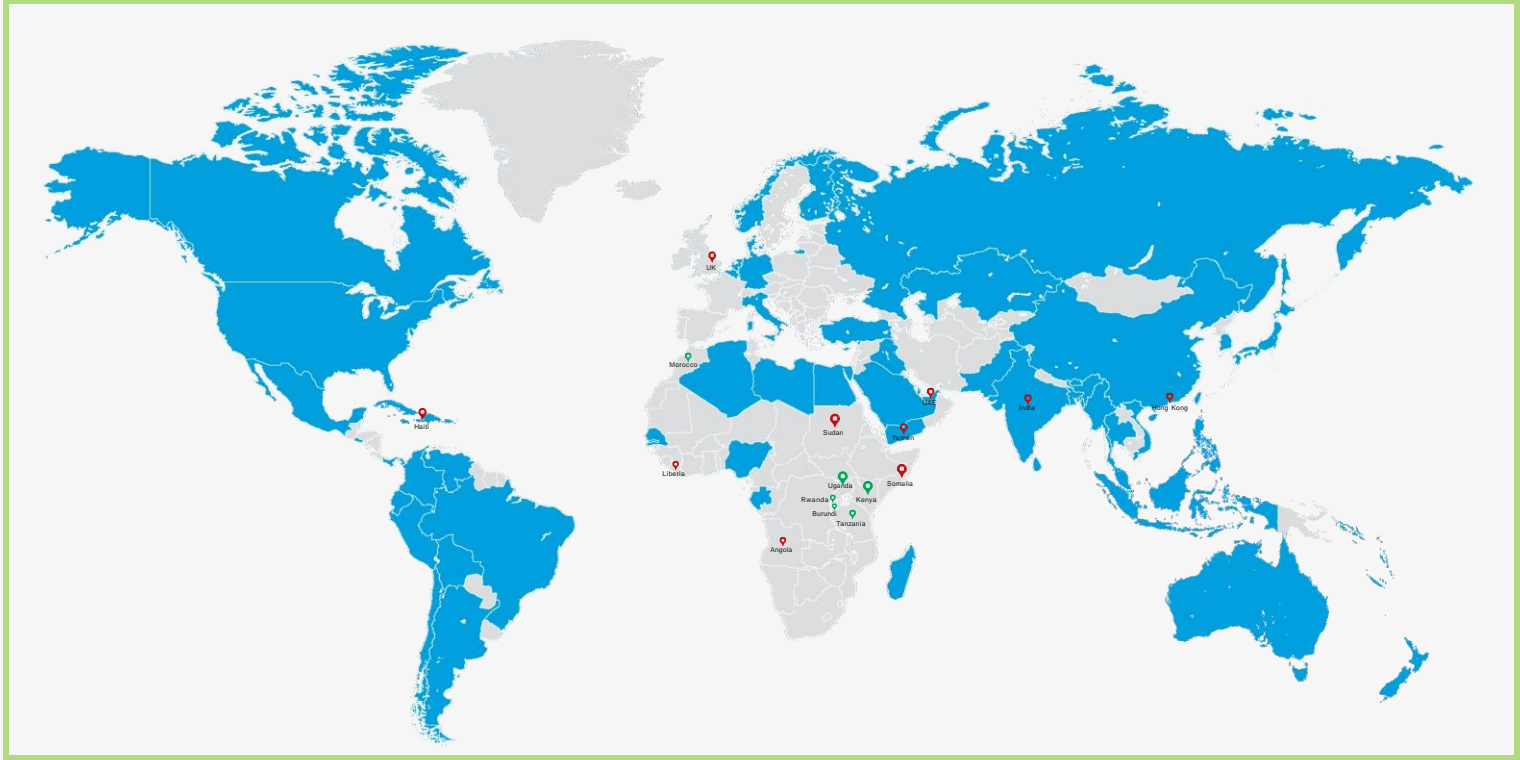 UK
Morocco
UAE
India
Hong Kong
Haiti
Sudan
Yemen
Liberia
Somalia
Uganda
Rwanda
Kenya
Burundi
Tanzania
Angola